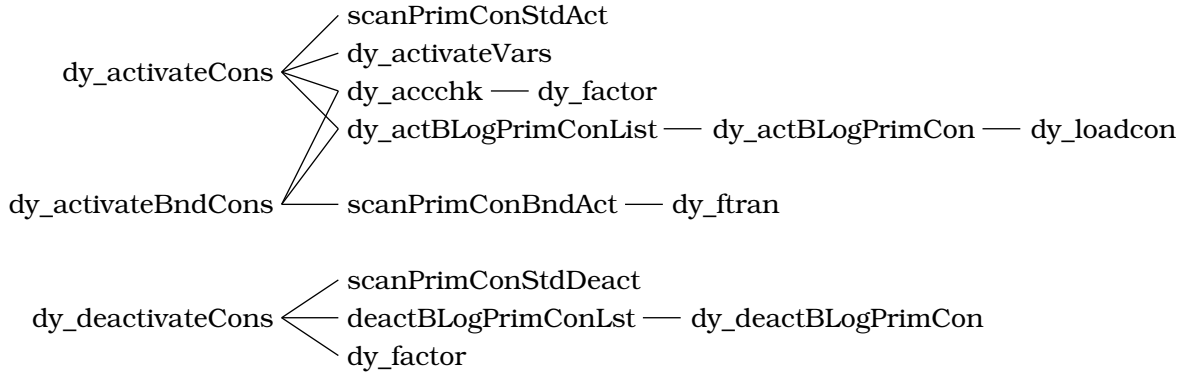 scanPrimConStdAct
dy_activateVars
dy_activateCons
dy_accchk dy_factor
dy_actBLogPrimConList dy_actBLogPrimCon dy_loadcon
dy_activateBndCons scanPrimConBndAct dy_ftran
scanPrimConStdDeact
dy_deactivateCons deactBLogPrimConLst dy_deactBLogPrimCon
dy_factor